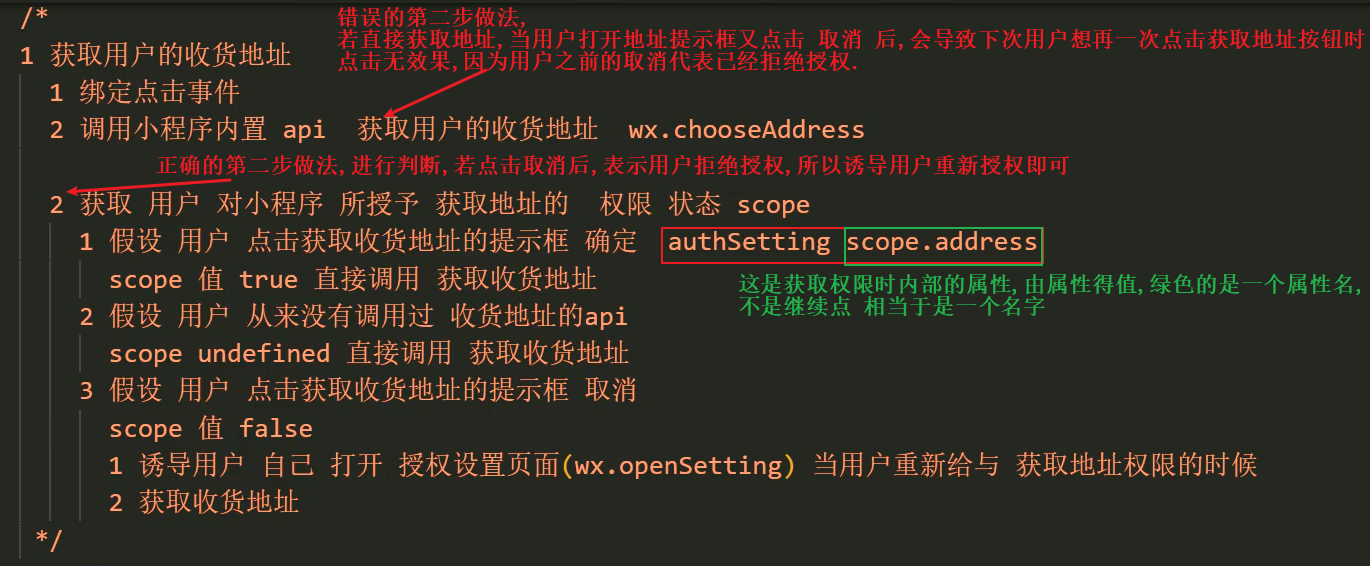 /*
错误的第二步做法,
若直接获取地址,当用户打开地址提示框又点击 取消 后,会导致下次用户想再一次点击获取地址按钮时
点击无效果,因为用户之前的取消代表已经拒绝授权.
1 获取用户的收货地址
1 绑定点击事件
2 调用小程序内置 api 获取用户的收货地址 wx.chooseAddress
正确的第二步做法,进行判断,若点击取消后,表示用户拒绝授权,所以诱导用户重新授权即可
2 获取 用户 对小程序 所授予 获取地址的 权限 状态 scope
1 假设 用户 点击获取收货地址的提示框 确定 authSetting scope.address
scope 值 true 直接调用 获取收货地址
这是获取权限时内部的属性,由属性得值,绿色的是一个属性名,
不是继续点 相当于是一个名字
2 假设 用户 从来没有调用过 收货地址的api
scope undefined 直接调用 获取收货地址
3 假设 用户 点击获取收货地址的提示框 取消
scope 值 false
1 诱导用户 自己 打开 授权设置页面(wx.openSetting) 当用户重新给与 获取地址权限的时候
2 获取收货地址
*/